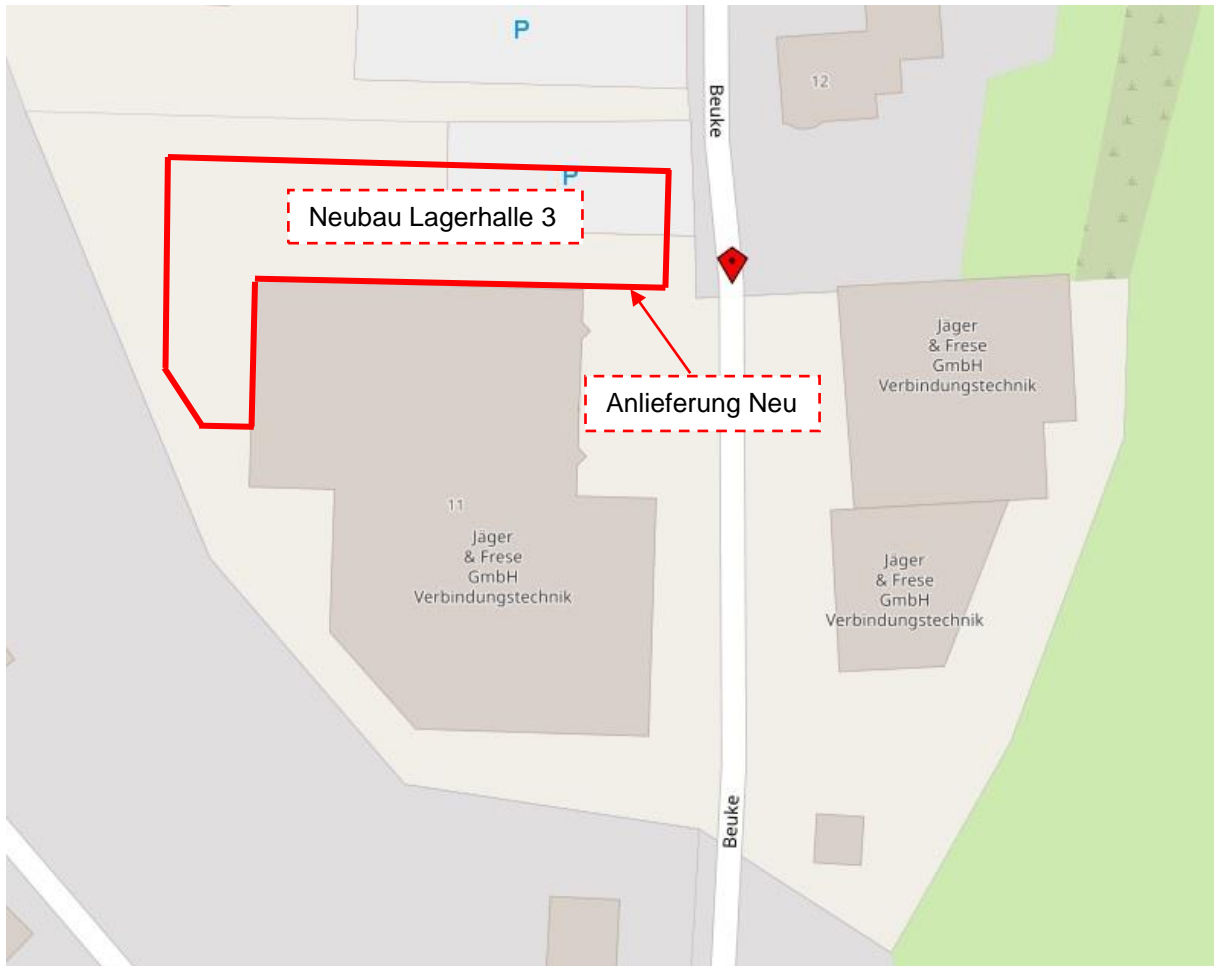 P
12
Beuke
P
Neubau Lagerhalle 3
Jäger
& Frese
GmbH
Verbindungstechnik
Anlieferung Neu
11
Jäger
& Frese
GmbH
Verbindungstechnik
Jäger
& Frese
GmbH
Verbindungstechnik
Beuke